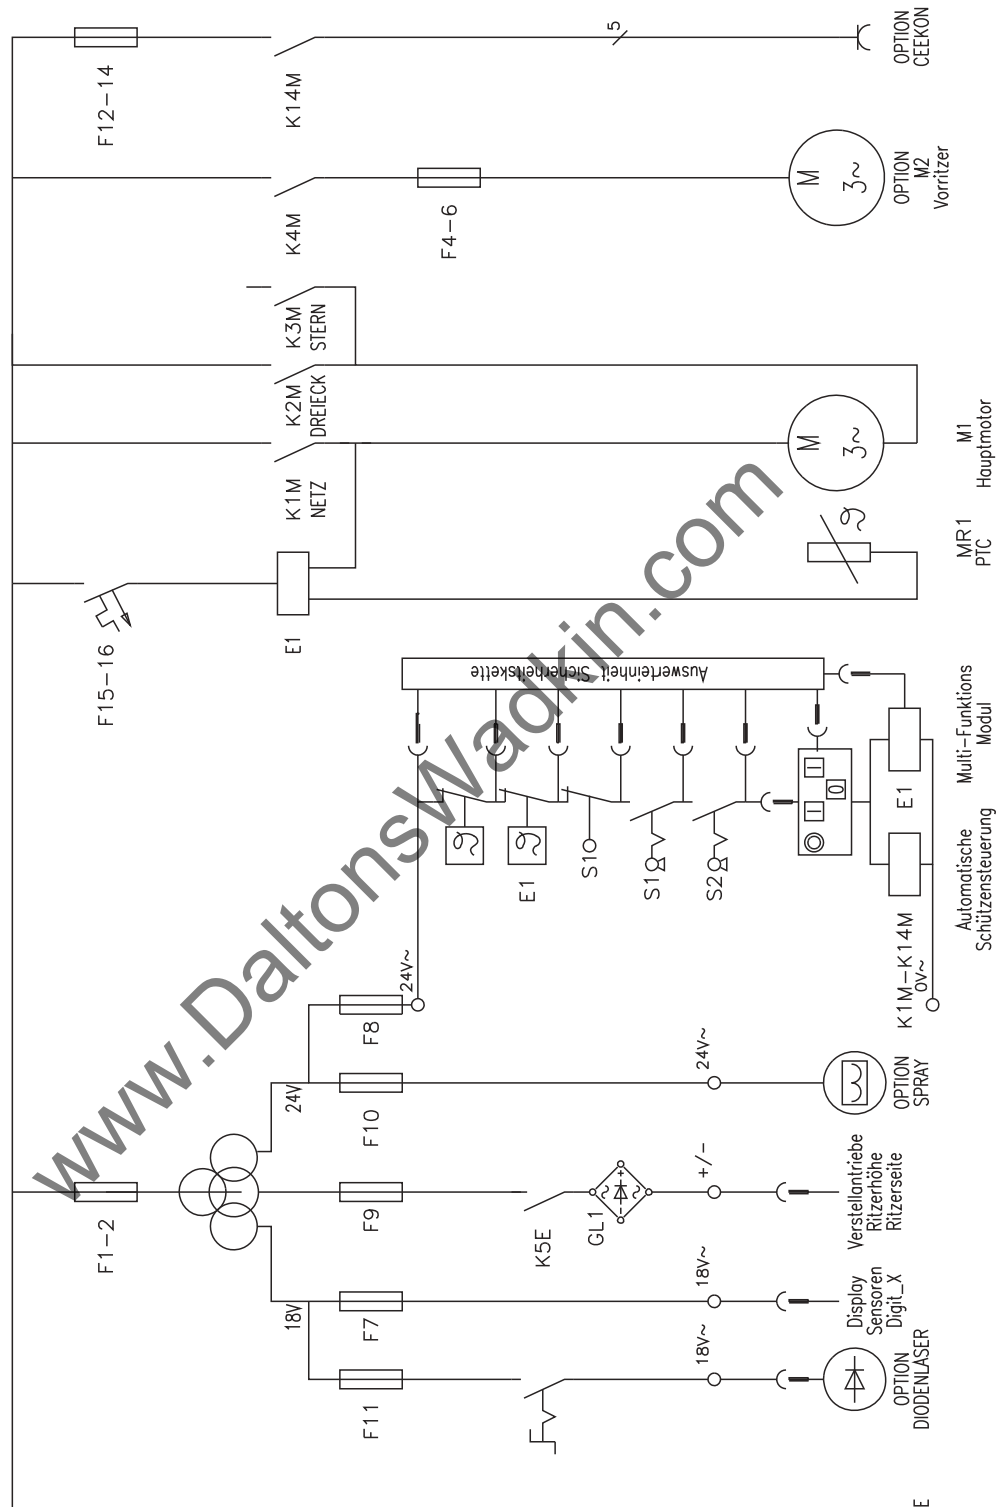 F12-14
K14M
5
OPTION
CEEKON
K4M
F4-6
M
3~
OPTION
M2
Vorritzer
K3M
STERN
K2M
DREIECK
K1M
NETZ
M
3~
M1
Hauptmotor
MR1
PTC
F15-16
E1
Auswerteinheit Sicherheitskette
E1
S1
S1
S2
I
I
0
E1
Multi-Funktions
Modul
Automatische
Schützensteuerung
K1M-K14M
0V~
24V~
F8
24V
F10
24V~
OPTION
SPRAY
F1-2
F9
K5E
GL1
+
-
+/-
Verstellantriebe
Ritzerhöhe
Ritzerseite
18V
F7
18V~
Display
Sensoren
Digit_X
F11
18V~
OPTION
DIODENLASER
E
www.DaltonsWadkin.com